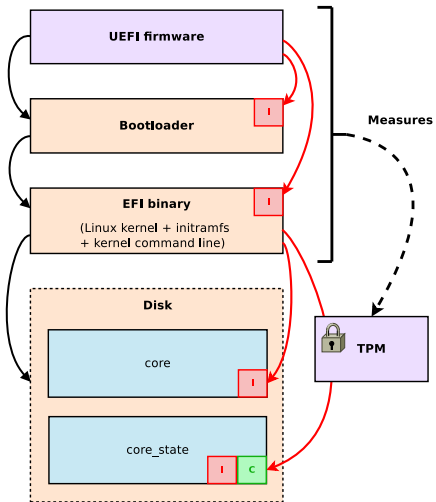 UEFI firmware
I
Bootloader
Measures
I
EFI binary
(Linux kernel + initramfs
+ kernel command line)
Disk
core
I
TPM
core_state
I C